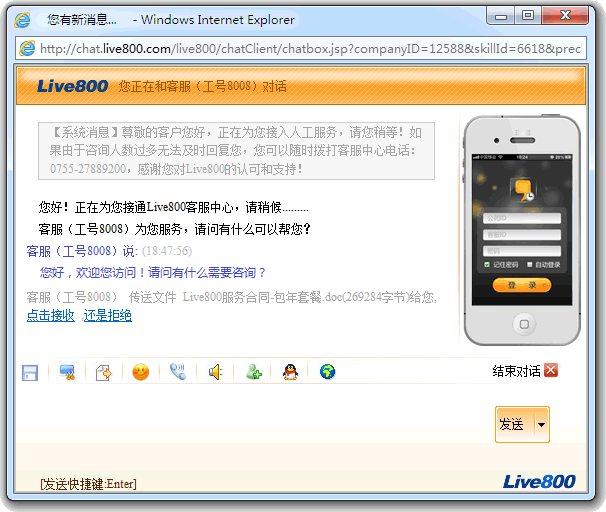 您有新消息... - Windows Internet Explorer
http://chat.live800.com/live800/chatClient/chatbox.jsp?companyID=12588&skillId=6618&prec
Live800 您正在和客服（工号8008）对话
【系统消息】尊敬的客户您好，正在为您接入人工服务，请您稍等！如
果由于咨询人数过多无法及时回复您，您可以随时拔打客服中心电话：
0755-27889200，感谢您对Live800的认可和支持！
您好！正在为您接通Live800客服中心，请稍候.........
客服（工号8008）为您服务，请问有什么可以帮您？
客服（工号8008）说: (18:47:56)
您好，欢迎您访问！请问有什么需要咨询？
客服（工号8008） 传送文件 Live800服务合同-包年套餐.doc(269284字节)给您,
点击接收 ,还是拒绝
18:24
公司ID
客服ID
密码
记住密码 自动登录
登 录
结束对话
发送
[发送快捷键:Enter]
Live800